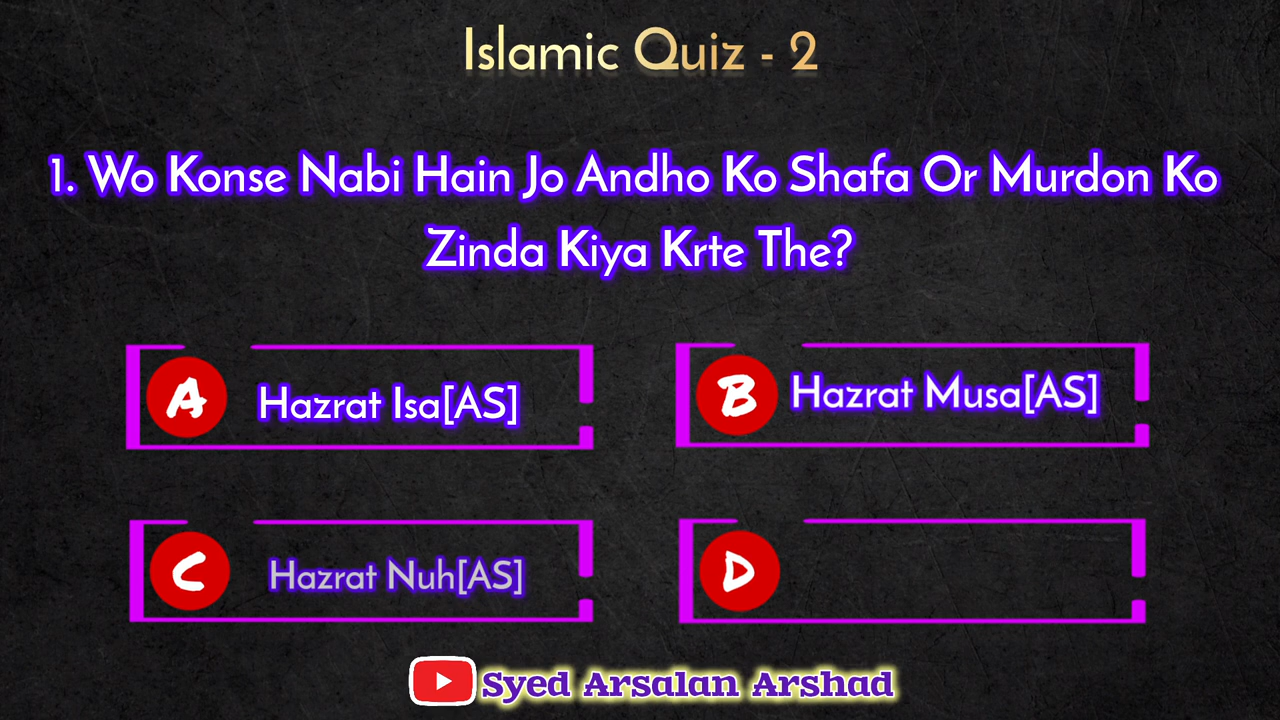 Islamic Quiz - 2
1. Wo Konse Nabi Hain Jo Andho Ko Shafa Or Murdon Ko
Zinda Kiya Krte The?
A Hazrat Isa[AS]
B Hazrat Musa[AS]
C Hazrat Nuh[AS]
D
Syed Arsalan Arshad